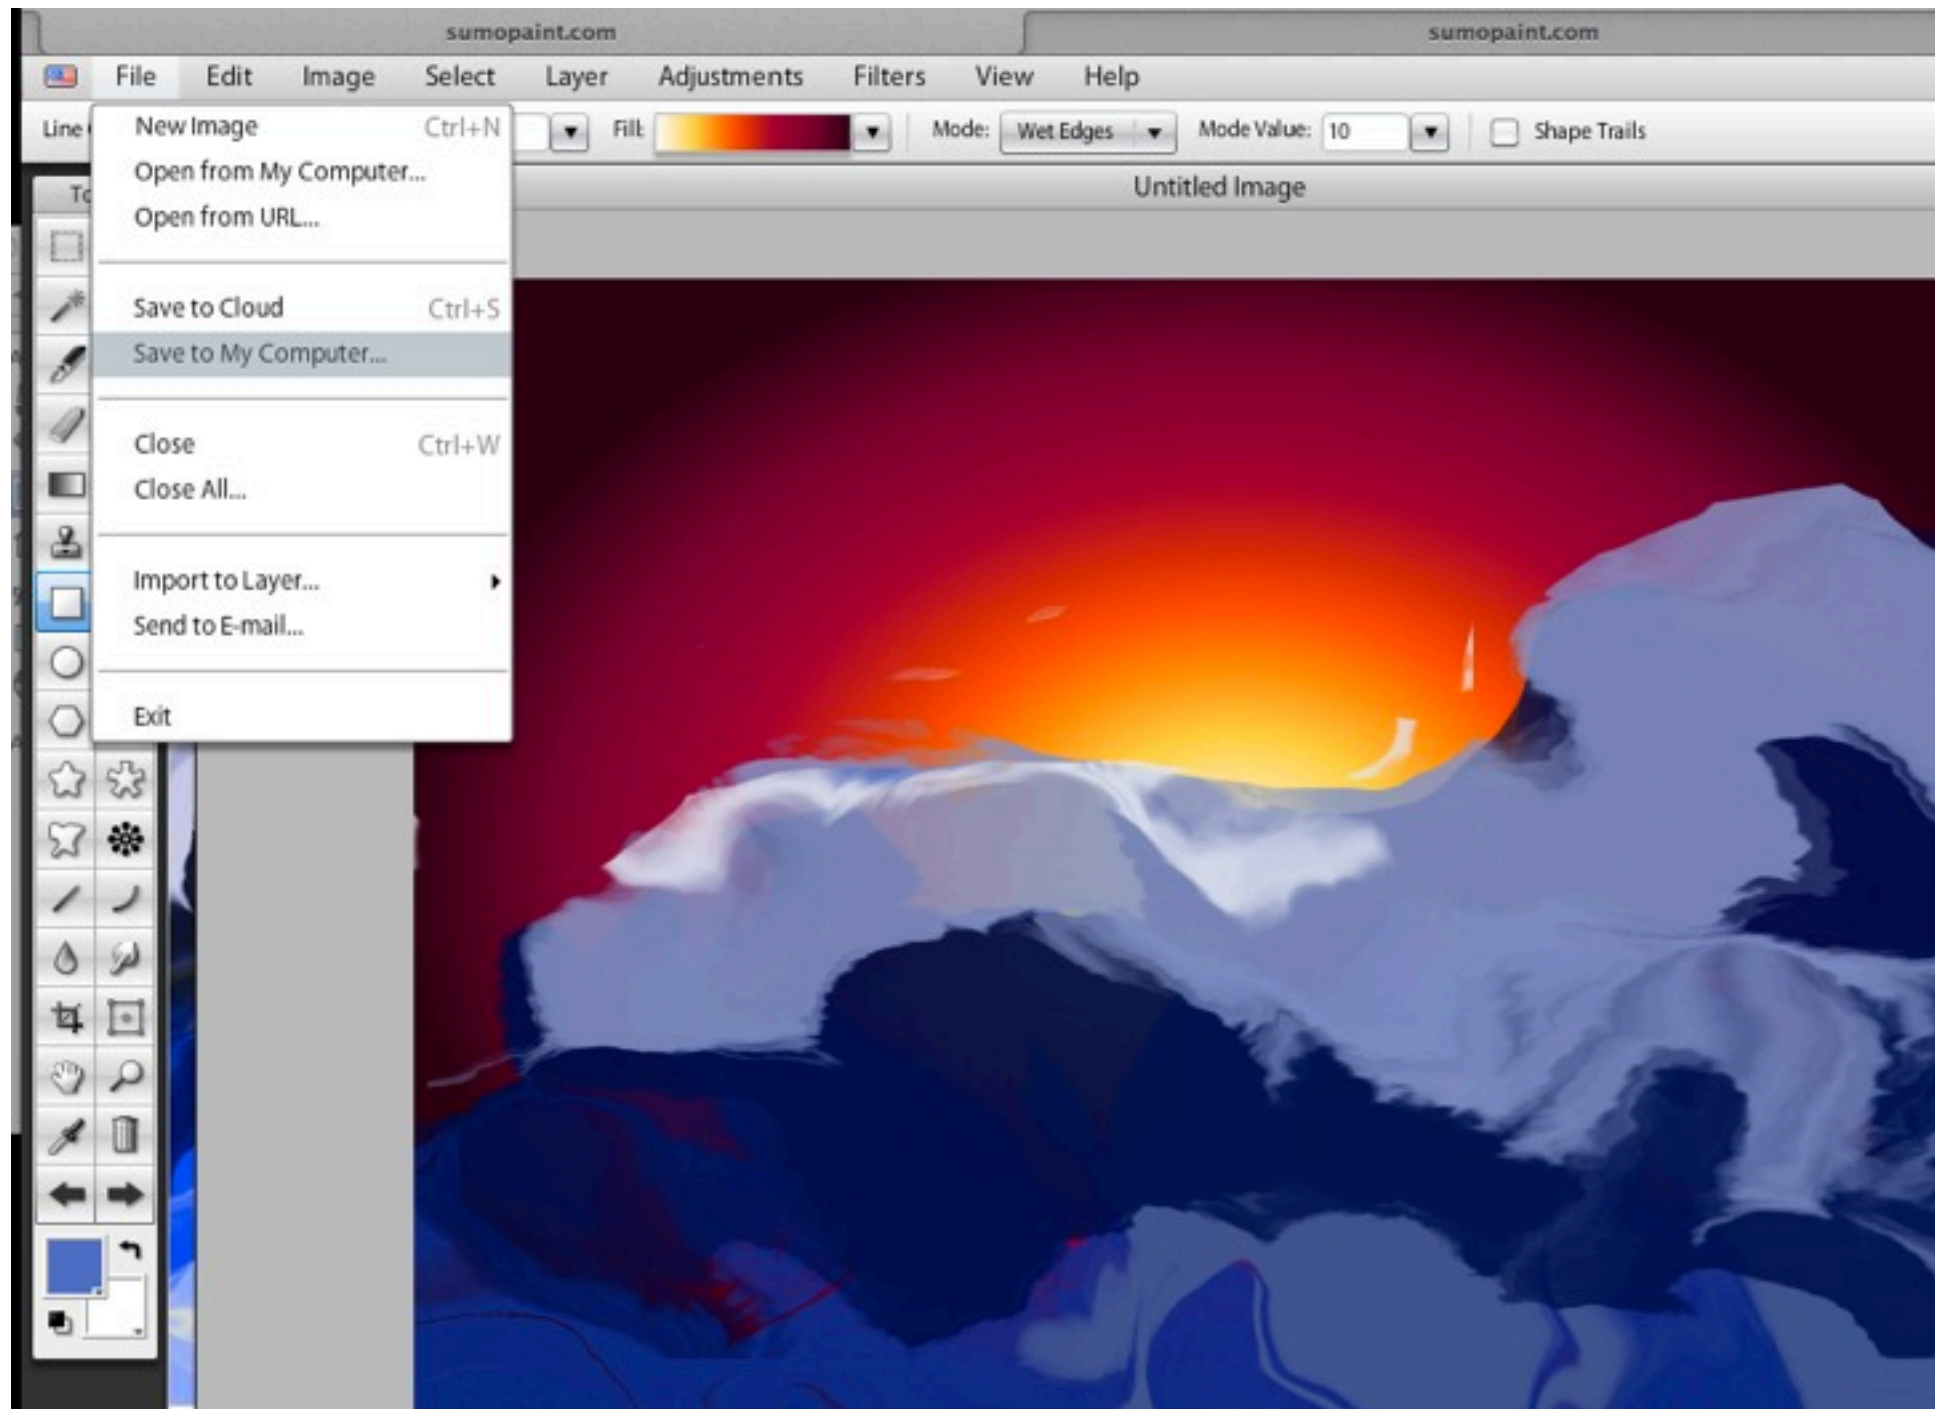 sumopaint.com sumopaint.com
File Edit Image Select Layer Adjustments Filters View Help
Line Fill: Mode: Wet Edges Mode Value: 10 Shape Trails
Untitled Image
New Image Ctrl+N
Open from My Computer...
Open from URL...
Save to Cloud Ctrl+S
Save to My Computer...
Close Ctrl+W
Close All...
Import to Layer...
Send to E-mail...
Exit